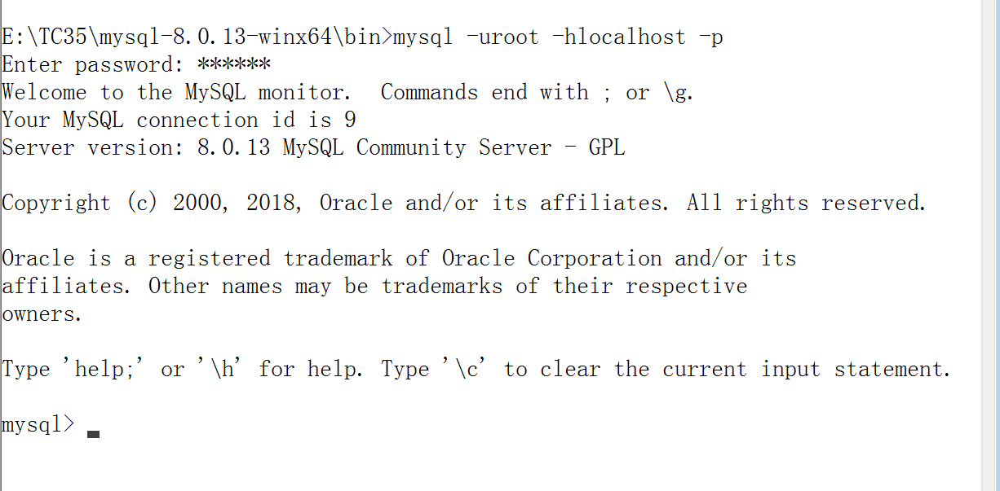 E:\TC35\mysql-8.0.13-winx64\bin>mysql -uroot -hlocalhost -p
Enter password: ******
Welcome to the MySQL monitor.  Commands end with ; or \g.
Your MySQL connection id is 9
Server version: 8.0.13 MySQL Community Server - GPL
Copyright (c) 2000, 2018, Oracle and/or its affiliates. All rights reserved.
Oracle is a registered trademark of Oracle Corporation and/or its
affiliates. Other names may be trademarks of their respective
owners.
Type 'help;' or '\h' for help. Type '\c' to clear the current input statement.
mysql>